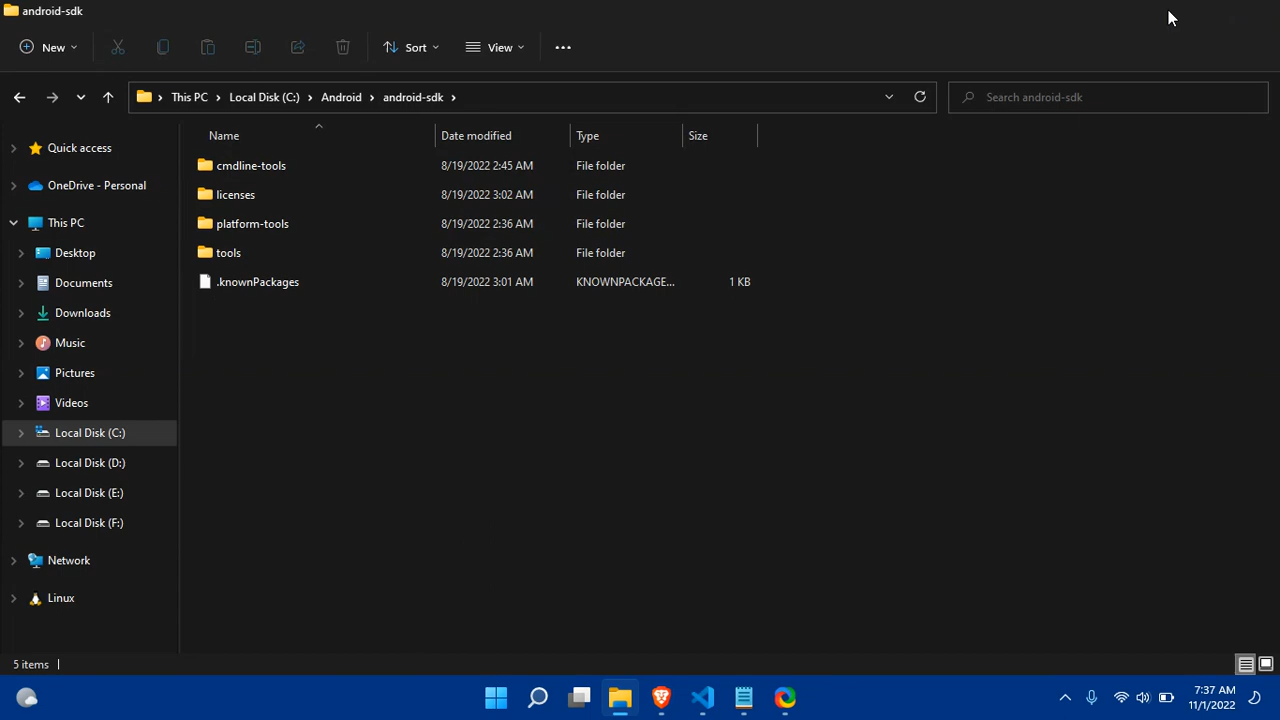 android-sdk
New
Sort
View
This PC
Local Disk (C:)
Android
android-sdk
Search android-sdk
Name
Date modified
Type
Size
cmdline-tools 8/19/2022 2:45 AM File folder
licenses 8/19/2022 3:02 AM File folder
platform-tools 8/19/2022 2:36 AM File folder
tools 8/19/2022 2:36 AM File folder
.knownPackages 8/19/2022 3:01 AM KNOWNPACKAGE... 1 KB
Quick access
OneDrive - Personal
This PC
Desktop
Documents
Downloads
Music
Pictures
Videos
Local Disk (C:)
Local Disk (D:)
Local Disk (E:)
Local Disk (F:)
Network
Linux
5 items
7:37 AM
11/1/2022